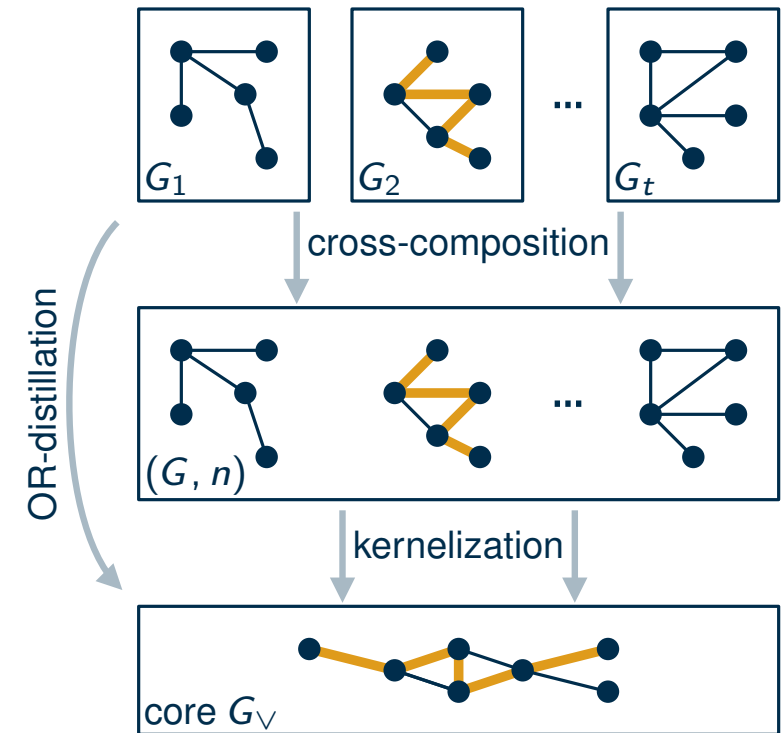 ...
G₁
G₂
Gₜ
cross-composition
OR-distillation
...
(G, n)
kernelization
core G∨